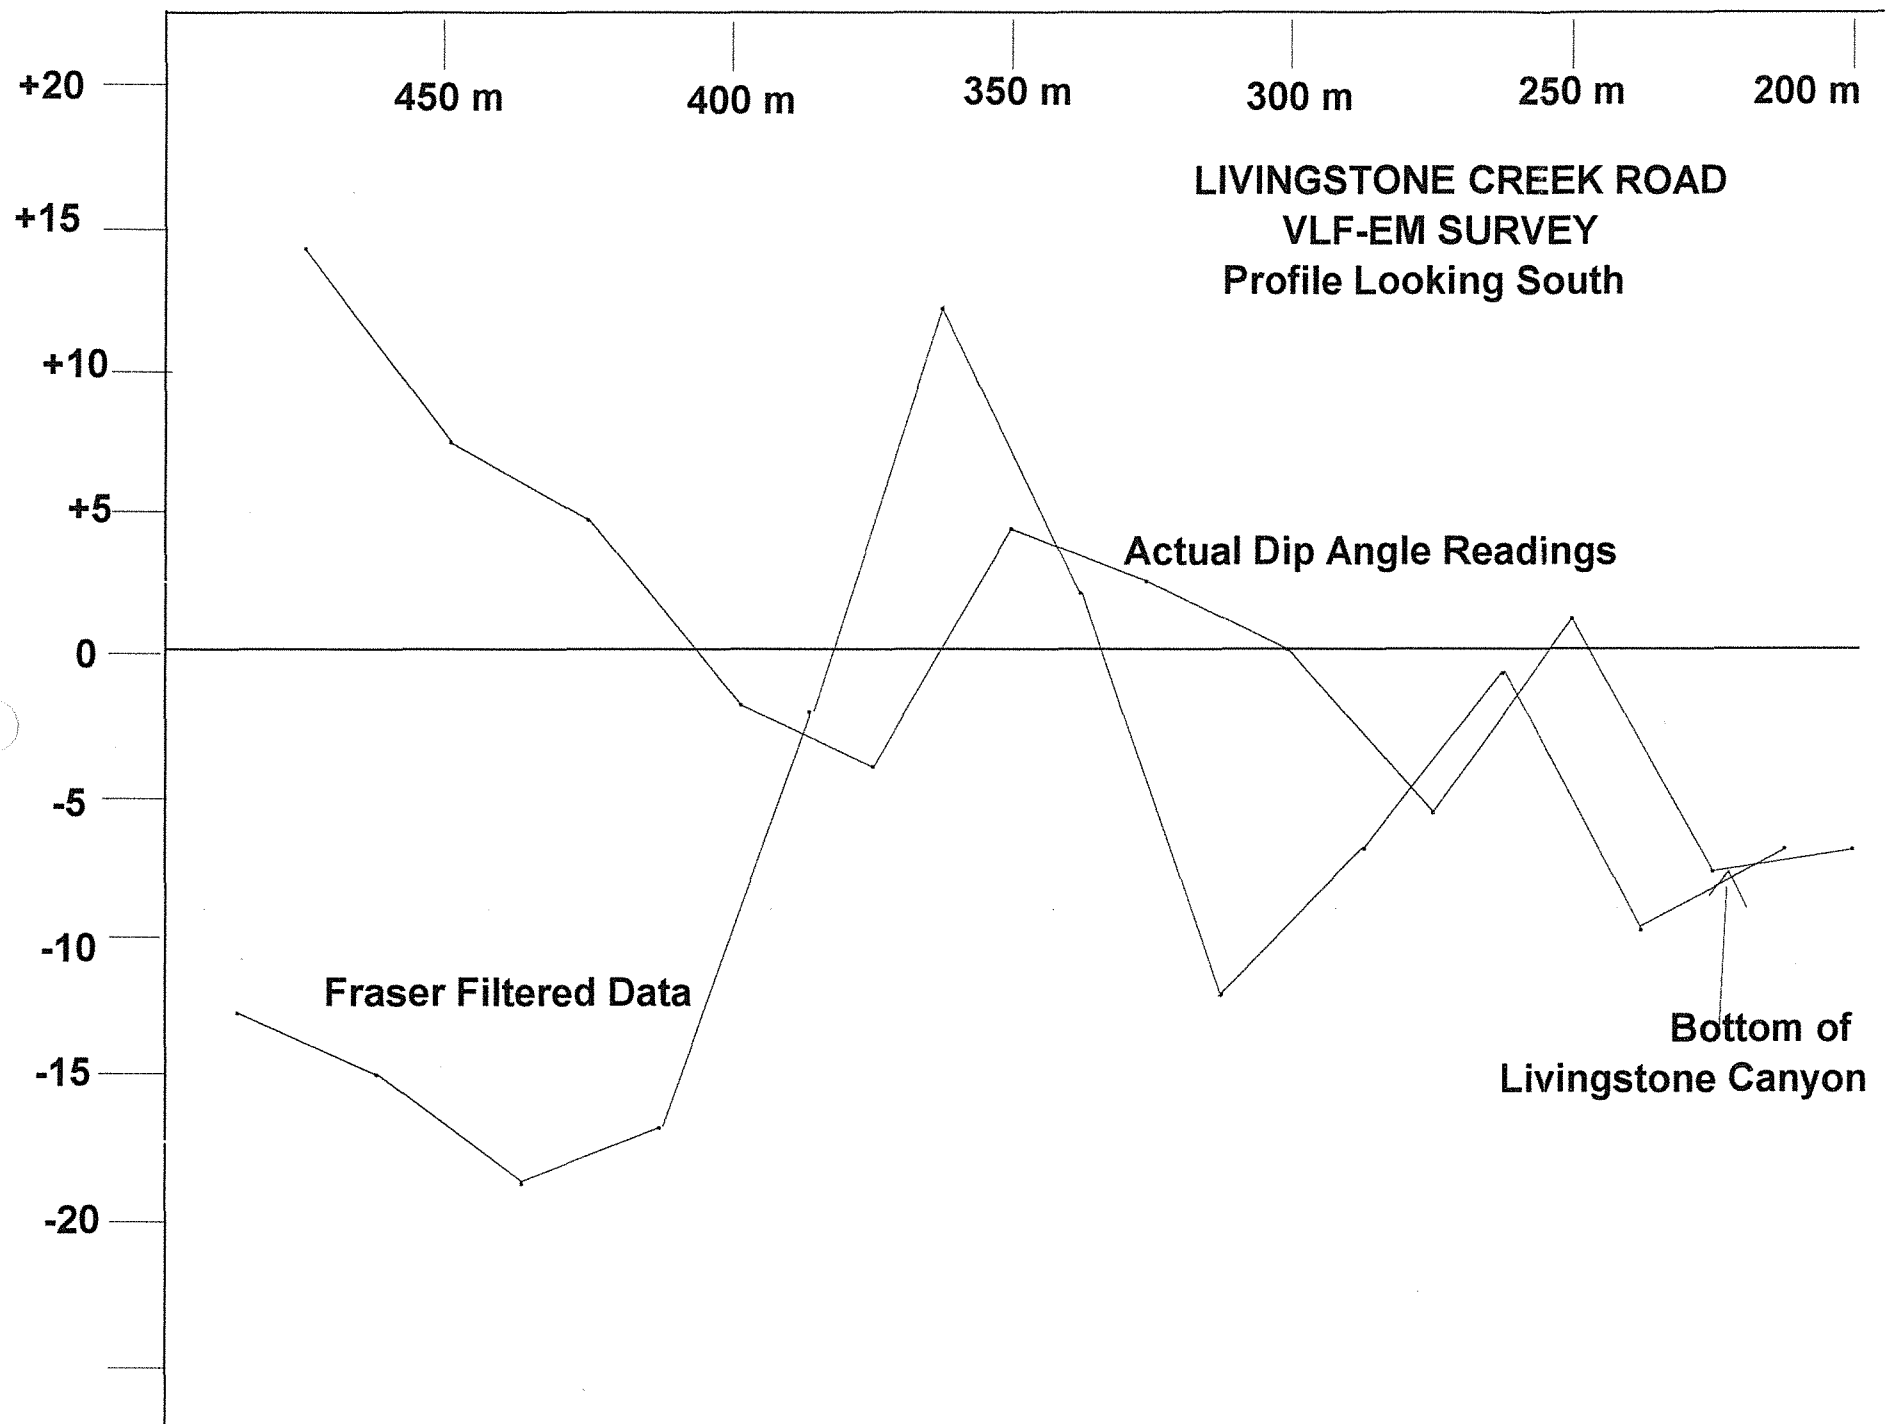 +20
450 m
400 m
350 m
300 m
250 m
200 m
LIVINGSTONE CREEK ROAD
VLF-EM SURVEY
Profile Looking South
+15
+10
+5
Actual Dip Angle Readings
0
-5
-10
Fraser Filtered Data
Bottom of
Livingstone Canyon
-15
-20